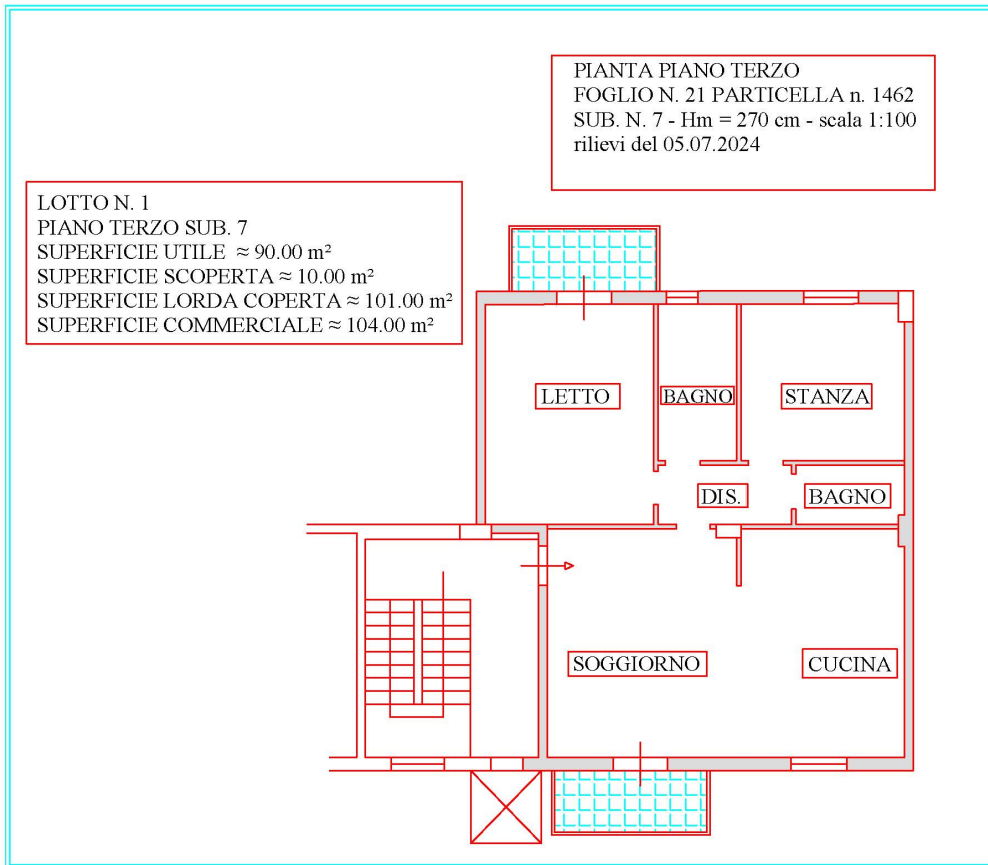 PIANTA PIANO TERZO
FOGLIO N. 21 PARTICELLA n. 1462
SUB. N. 7 - Hm = 270 cm - scala 1:100
rilievi del 05.07.2024
LOTTO N. 1
PIANO TERZO SUB. 7
SUPERFICIE UTILE ≈ 90.00 m²
SUPERFICIE SCOPERTA ≈ 10.00 m²
SUPERFICIE LORDA COPERTA ≈ 101.00 m²
SUPERFICIE COMMERCIALE ≈ 104.00 m²
LETTO
BAGNO
STANZA
DIS.
BAGNO
SOGGIORNO
CUCINA